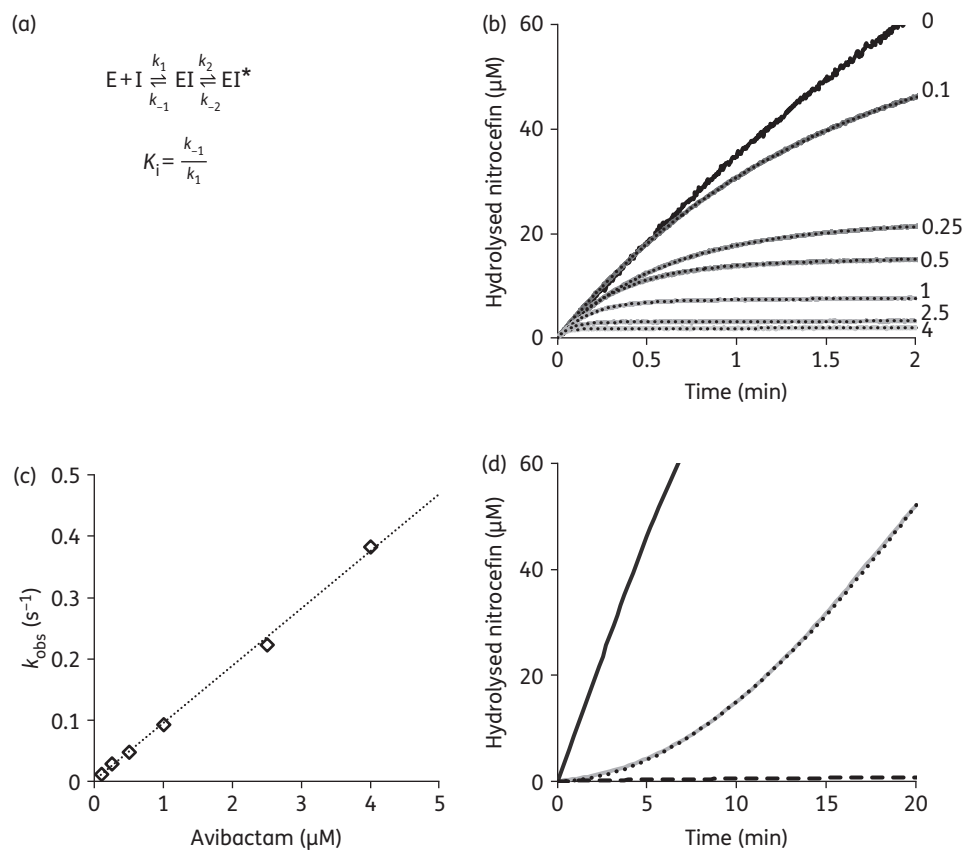 (a)
k₁ k₂
E + I ⇌ EI ⇌ EI*
k₋₁ k₋₂
Kᵢ = k₋₁
k₁
(b)
Hydrolysed nitrocefin (µM)
60
40
20
0
0 0.5 1 1.5 2
Time (min)
0
0.1
0.25
0.5
1
2.5
4
(c)
k_obs (s⁻¹)
0.5
0.4
0.3
0.2
0.1
0
0 1 2 3 4 5
Avibactam (µM)
(d)
Hydrolysed nitrocefin (µM)
60
40
20
0
0 5 10 15 20
Time (min)